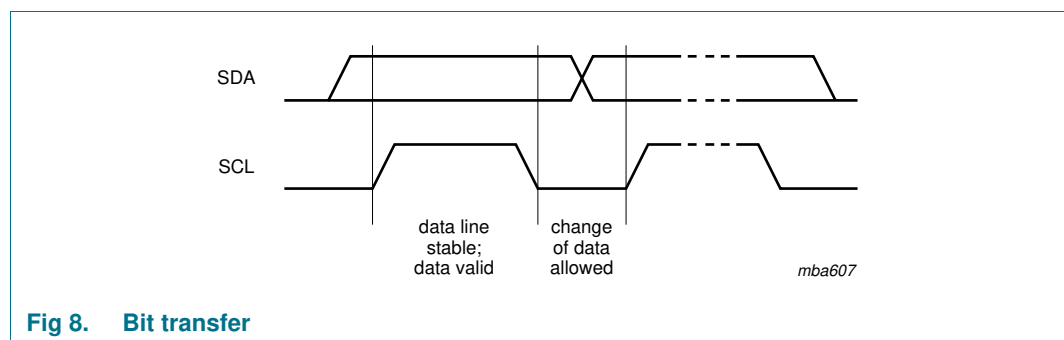 SDA
SCL
data line
stable;
data valid
change
of data
allowed
mba607
Fig 8. Bit transfer